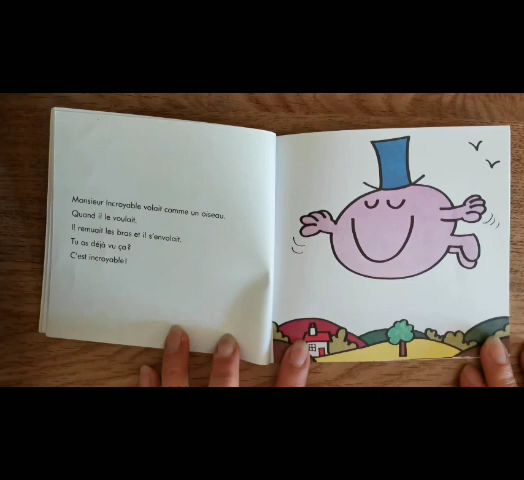 Monsieur Incroyable volait comme un oiseau.
Quand il le voulait.
Il remuait les bras et il s'envolait.
Tu as déjà vu ça?
C'est incroyable!